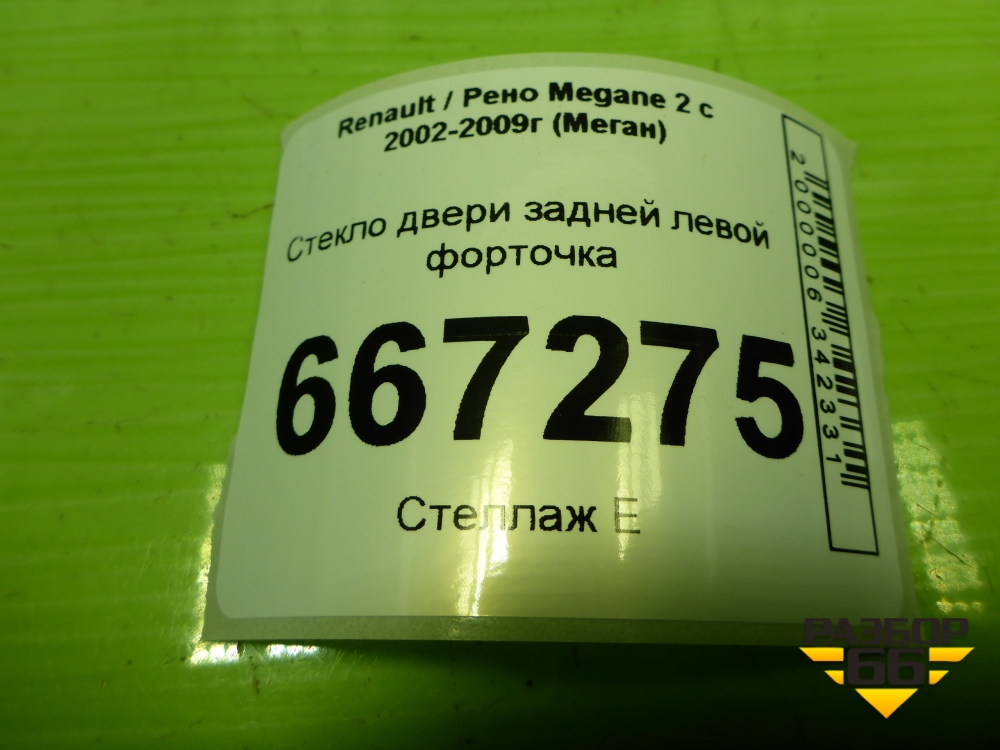 Renault / Рено Megane 2 с
2002-2009г (Меган)
Стекло двери задней левой
форточка
667275
Стеллаж Е
2000006342331
РАЗБОР
66